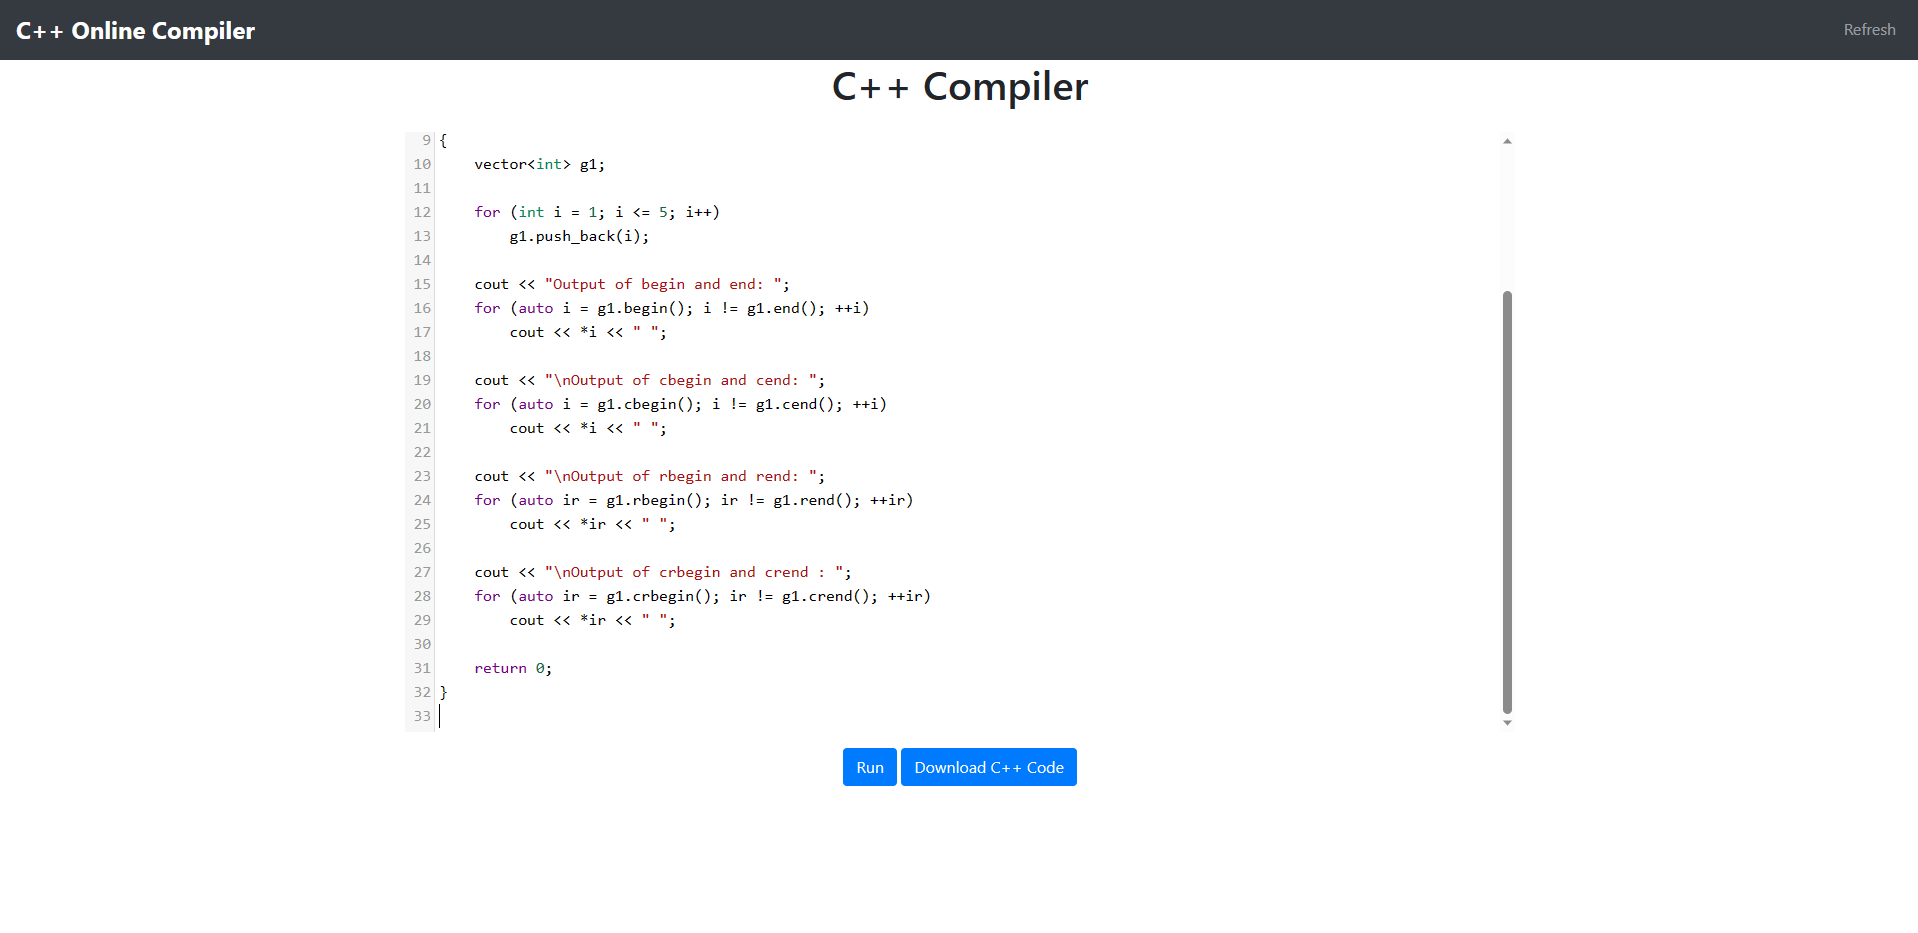 C++ Online Compiler
Refresh
C++ Compiler
9 {
10     vector<int> g1;
11
12     for (int i = 1; i <= 5; i++)
13         g1.push_back(i);
14
15     cout << "Output of begin and end: ";
16     for (auto i = g1.begin(); i != g1.end(); ++i)
17         cout << *i << " ";
18
19     cout << "\nOutput of cbegin and cend: ";
20     for (auto i = g1.cbegin(); i != g1.cend(); ++i)
21         cout << *i << " ";
22
23     cout << "\nOutput of rbegin and rend: ";
24     for (auto ir = g1.rbegin(); ir != g1.rend(); ++ir)
25         cout << *ir << " ";
26
27     cout << "\nOutput of crbegin and crend : ";
28     for (auto ir = g1.crbegin(); ir != g1.crend(); ++ir)
29         cout << *ir << " ";
30
31     return 0;
32 }
33
Run
Download C++ Code